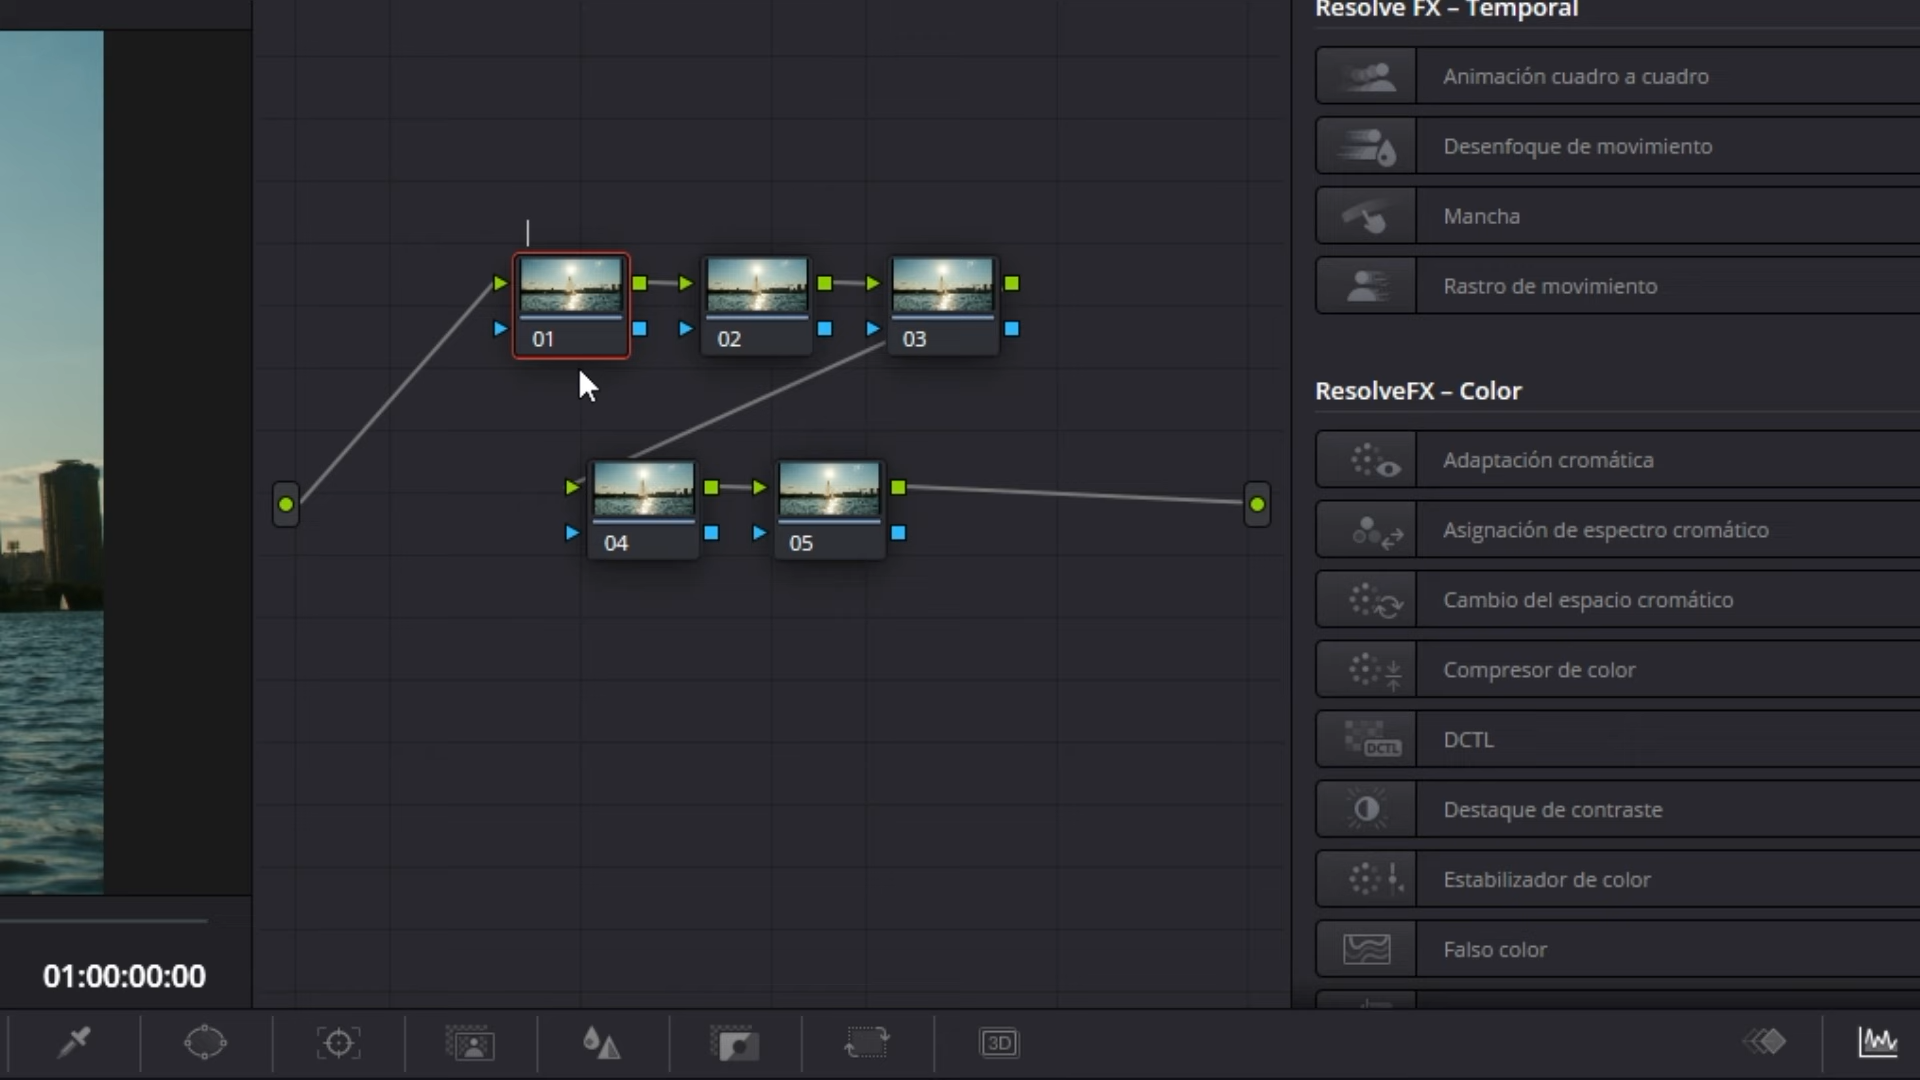 Resolve FX – Temporal
Animación cuadro a cuadro
Desenfoque de movimiento
Mancha
Rastro de movimiento
01
02
03
ResolveFX – Color
Adaptación cromática
Asignación de espectro cromático
04
05
Cambio del espacio cromático
Compresor de color
DCTL
DCTL
Destaque de contraste
Estabilizador de color
Falso color
01:00:00:00
3D